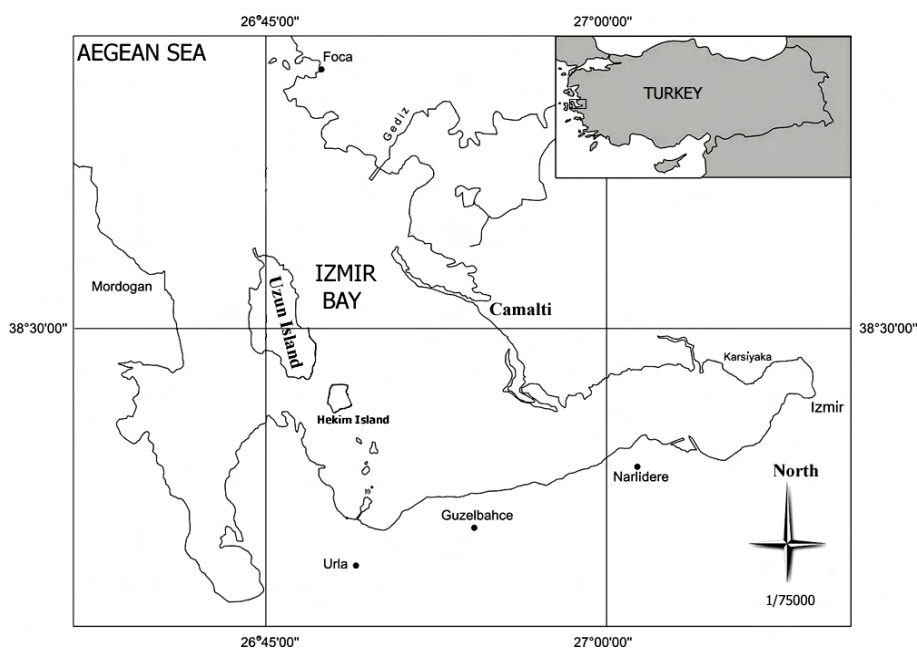 26°45'00"
27°00'00"
AEGEAN SEA
Foca
TURKEY
Gediz
IZMIR
BAY
Mordogan
Uzun Island
Camalti
38°30'00"
38°30'00"
Karsiyaka
Hekim Island
Izmir
North
Narlidere
Guzelbahce
Urla
1/75000
26°45'00"
27°00'00"